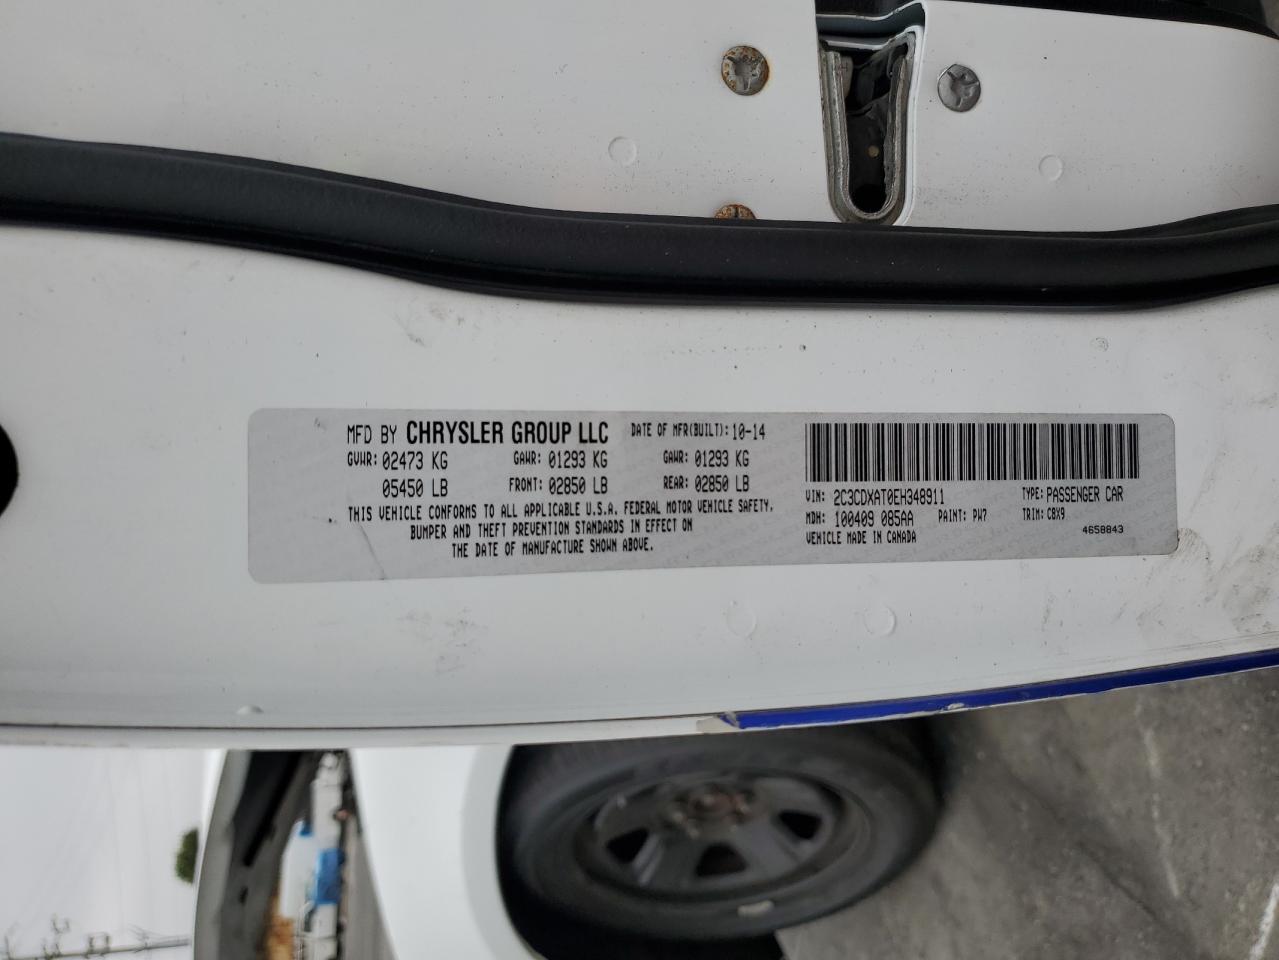 MFD BY CHRYSLER GROUP LLC DATE OF MFR(BUILT): 10-14
GVWR: 02473 KG GAWR: 01293 KG GAWR: 01293 KG
05450 LB FRONT: 02850 LB REAR: 02850 LB
THIS VEHICLE CONFORMS TO ALL APPLICABLE U.S.A. FEDERAL MOTOR VEHICLE SAFETY,
BUMPER AND THEFT PREVENTION STANDARDS IN EFFECT ON
THE DATE OF MANUFACTURE SHOWN ABOVE.
VIN: 2C3CDXAT0EH348911 TYPE: PASSENGER CAR
MDH: 100409 085AA PAINT: PW7 TRIM: C8X9
VEHICLE MADE IN CANADA 4658843